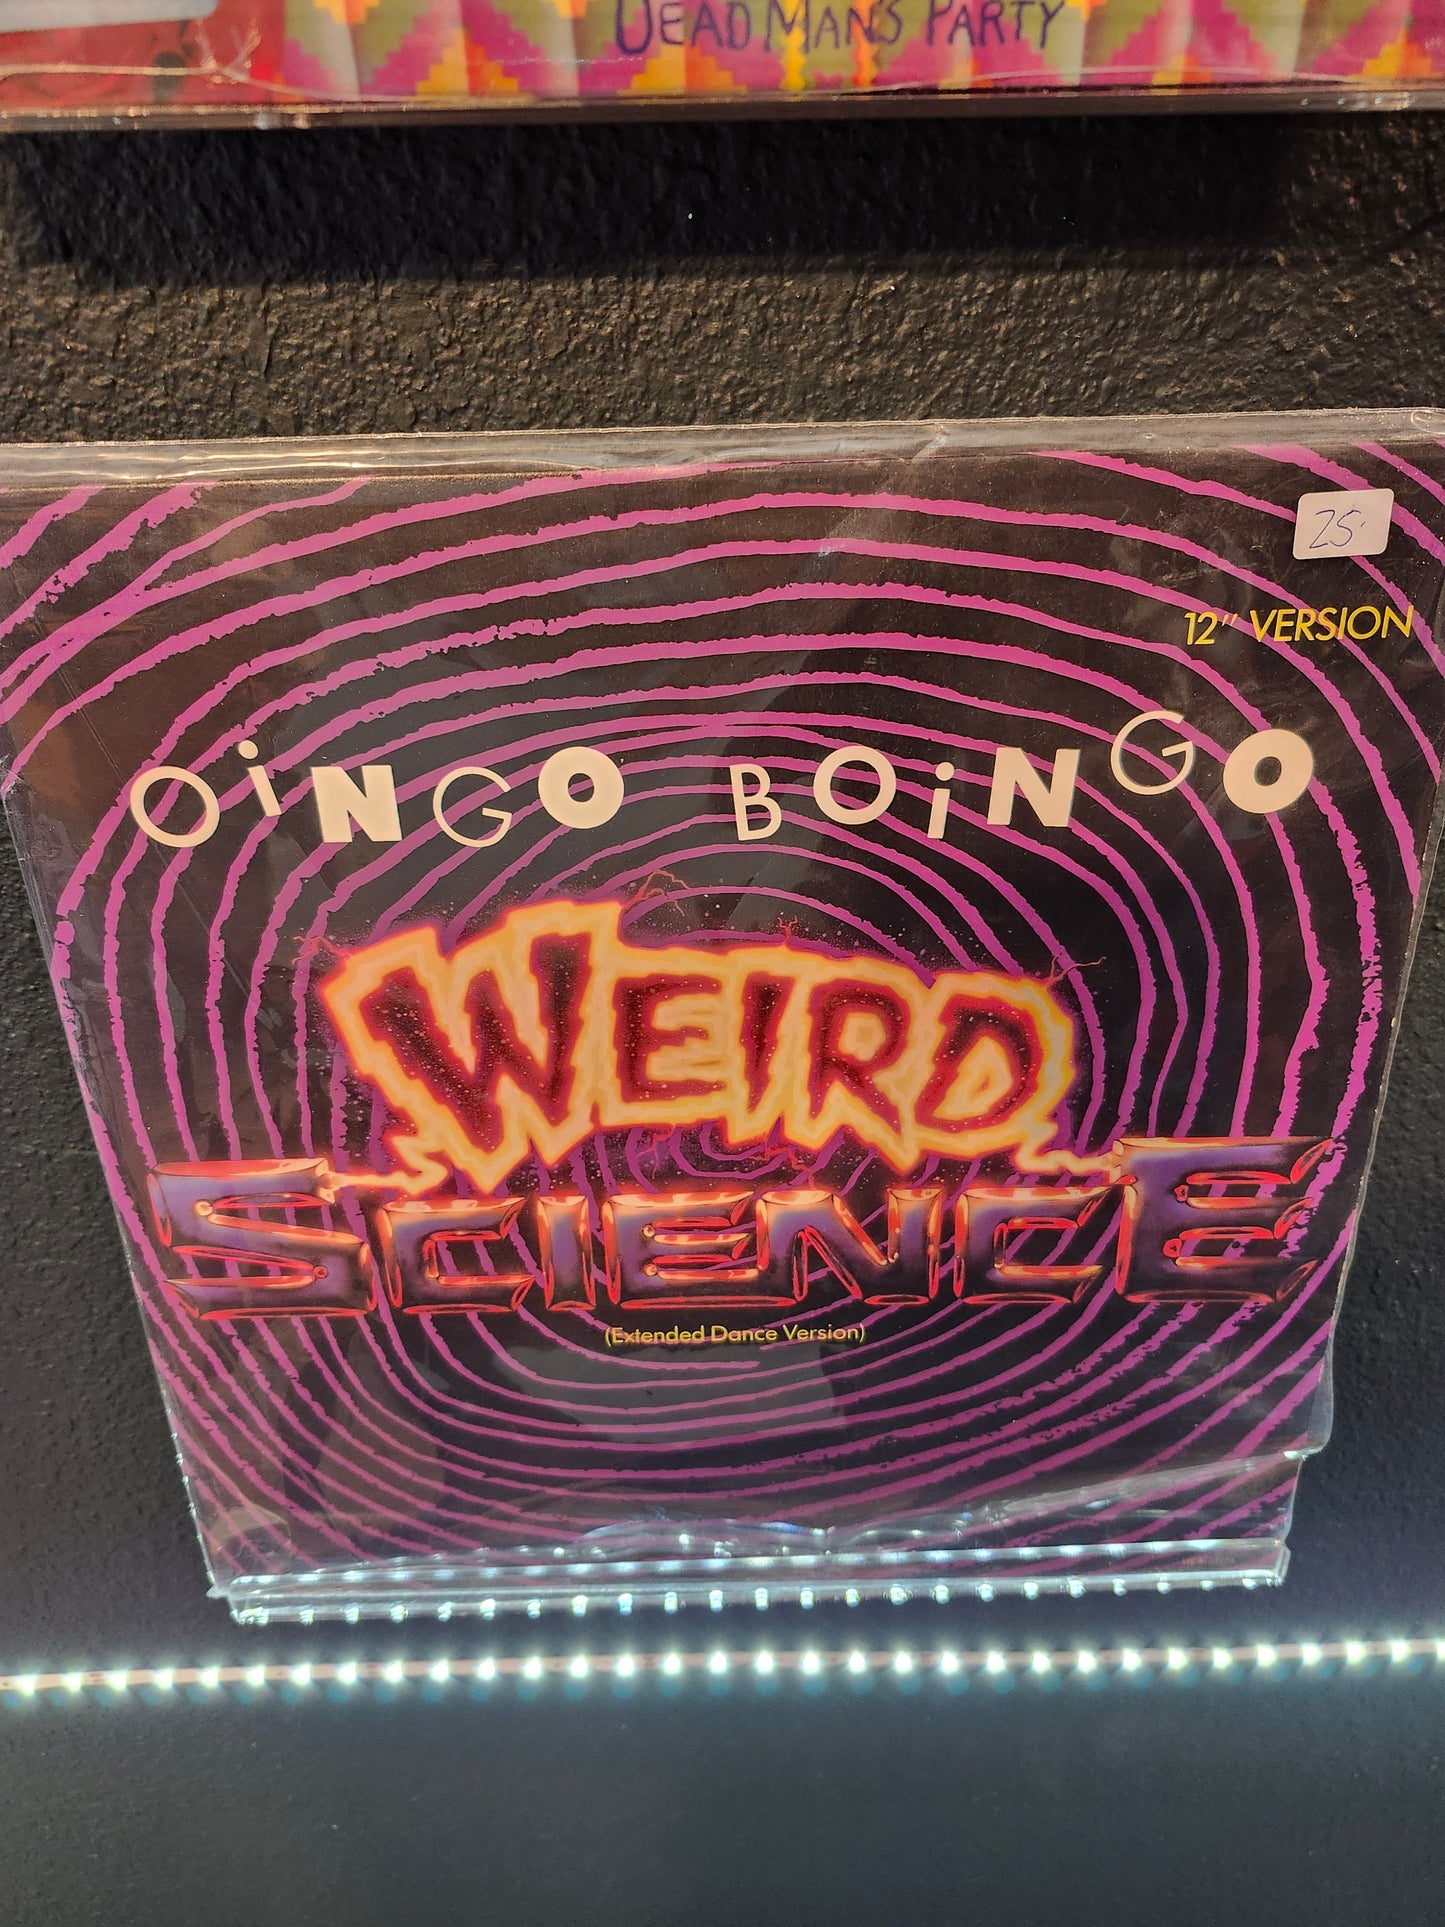 DEAD MAN'S PARTY
25.
12" VERSION
OiNGO BOiNGO
WEIRD
SCIENCE
(Extended Dance Version)